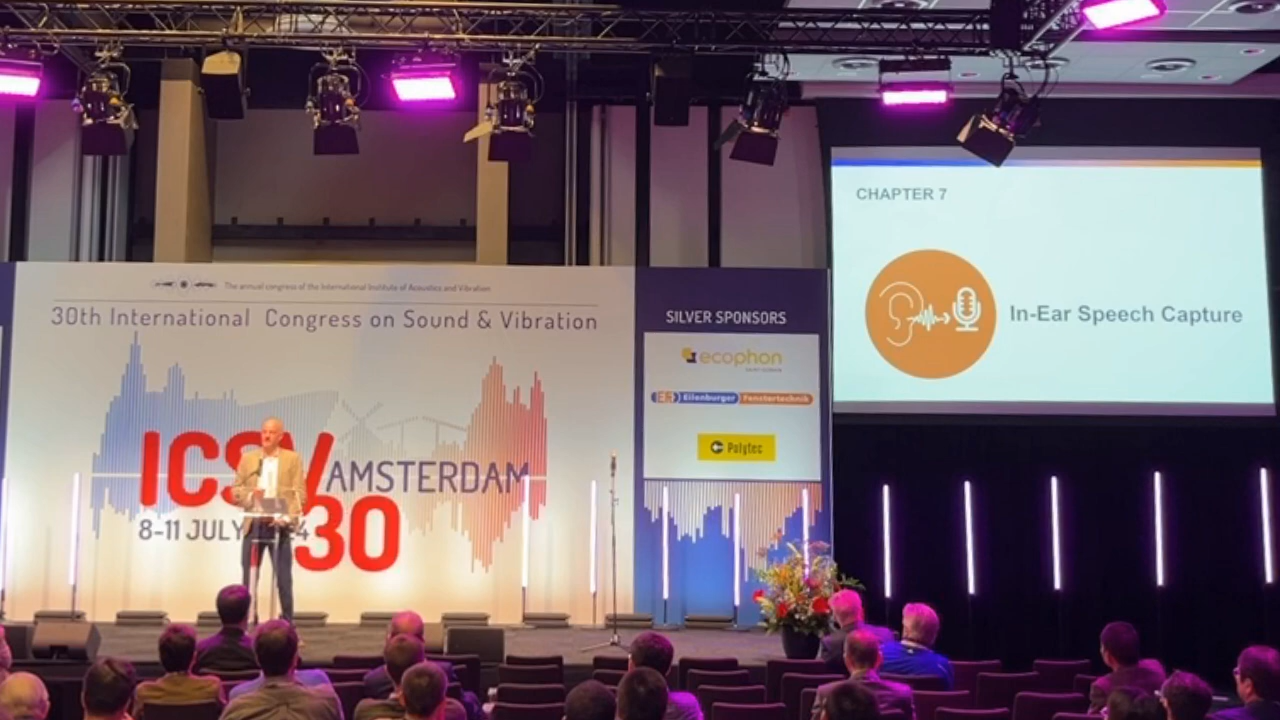 The annual congress of the International Institute of Acoustics and Vibration
30th International Congress on Sound & Vibration
ICSV
AMSTERDAM
8-11 JULY
30
SILVER SPONSORS
ecophon
Eilenburger Fenstertechnik
Polytec
CHAPTER 7
In-Ear Speech Capture